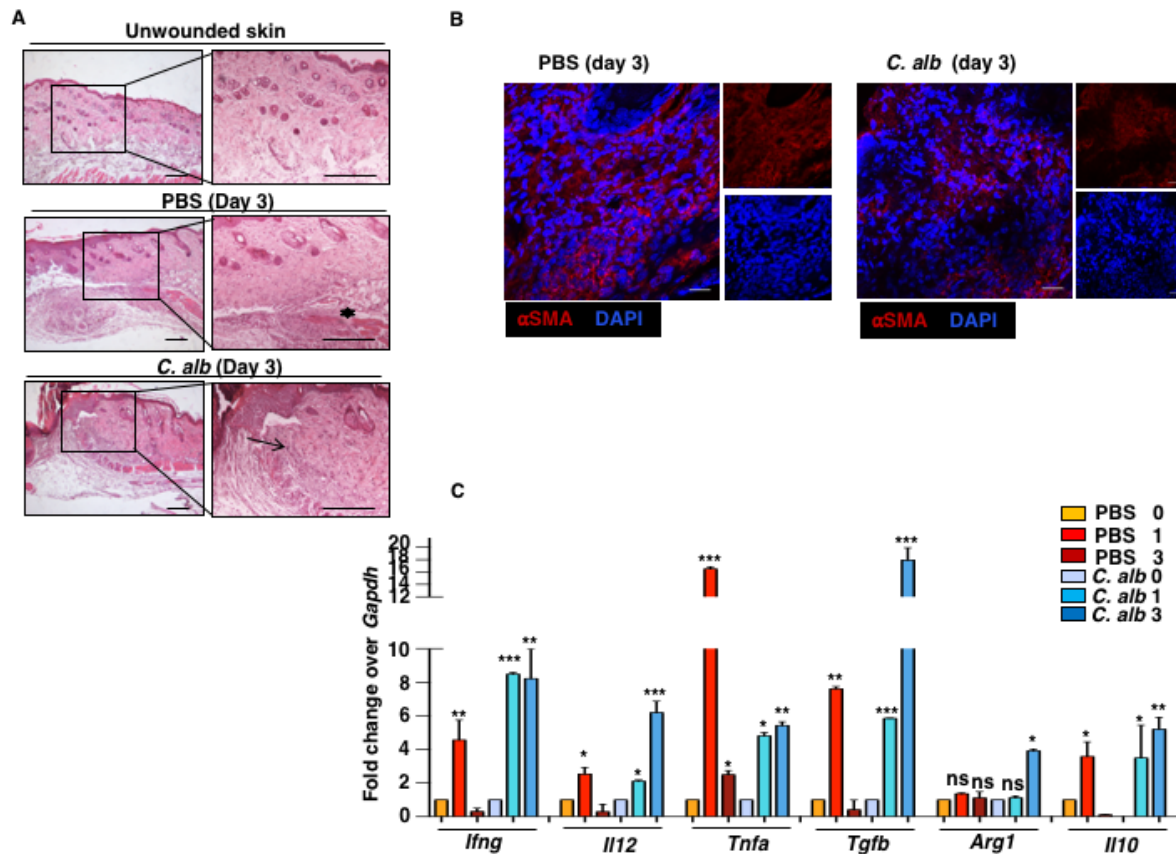 A
Unwounded skin
PBS (Day 3)
C. alb (Day 3)
B
PBS (day 3)
C. alb (day 3)
αSMA DAPI
αSMA DAPI
C
PBS 0
PBS 1
PBS 3
C. alb 0
C. alb 1
C. alb 3
Fold change over Gapdh
20
18
16
14
12
10
8
6
4
2
0
** *** **
* * ***
*** * * **
** *** ***
ns ns ns *
* * **
Ifng Il12 Tnfa Tgfb Arg1 Il10